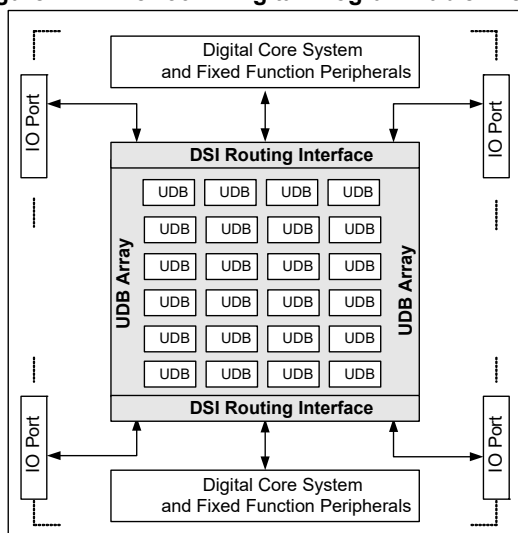 Digital Core System
and Fixed Function Peripherals
IO Port
IO Port
DSI Routing Interface
UDB UDB UDB UDB
UDB UDB UDB UDB
UDB UDB UDB UDB
UDB Array
UDB Array
UDB UDB UDB UDB
UDB UDB UDB UDB
UDB UDB UDB UDB
DSI Routing Interface
IO Port
IO Port
Digital Core System
and Fixed Function Peripherals